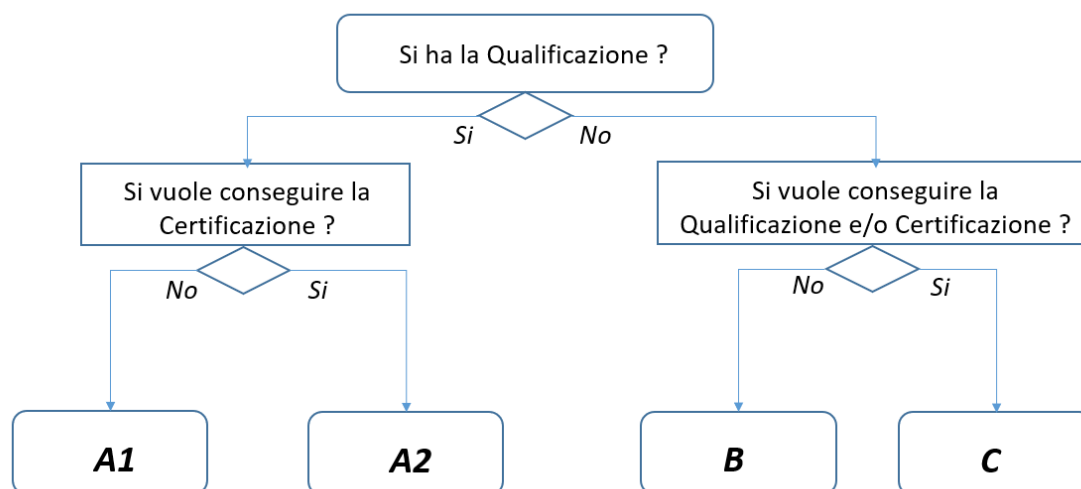 Si ha la Qualificazione ?
Si
No
Si vuole conseguire la
Certificazione ?
Si vuole conseguire la
Qualificazione e/o Certificazione ?
No
Si
No
Si
A1
A2
B
C